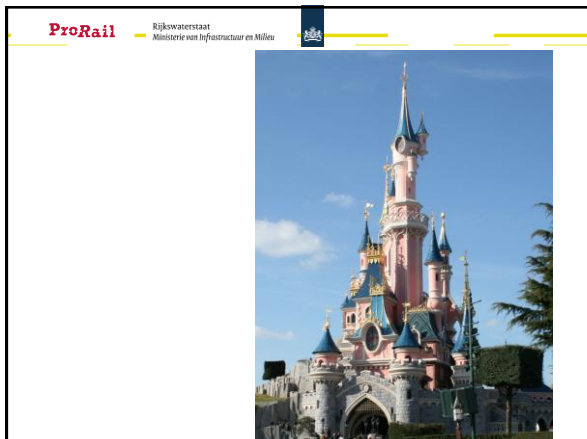 ProRail
Rijkswaterstaat
Ministerie van Infrastructuur en Milieu